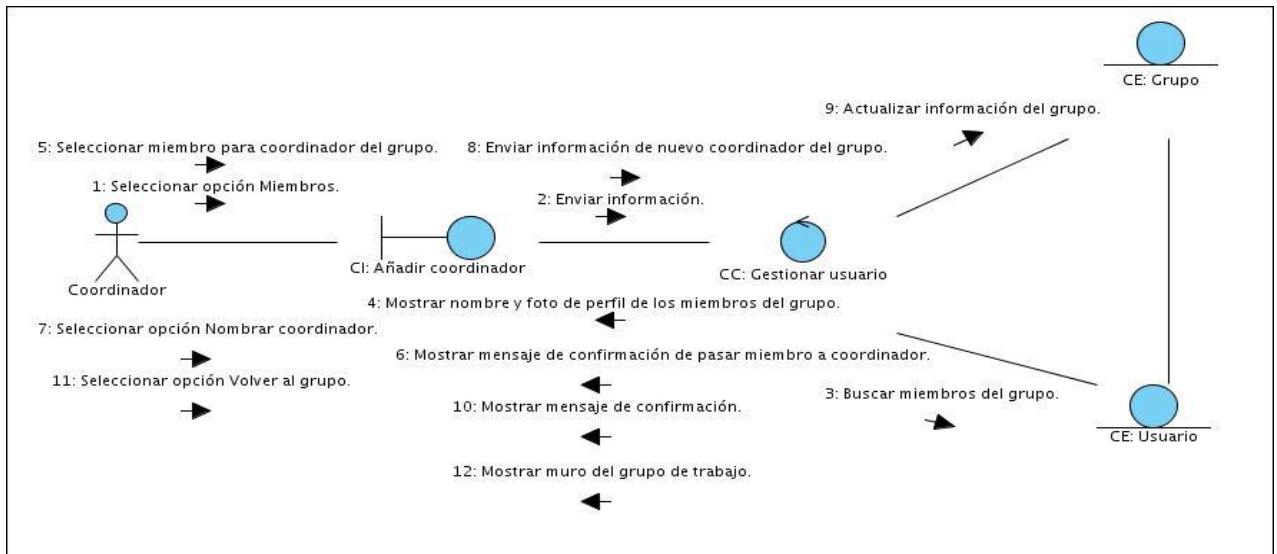 CE: Grupo
9: Actualizar información del grupo.
5: Seleccionar miembro para coordinador del grupo.
8: Enviar información de nuevo coordinador del grupo.
1: Seleccionar opción Miembros.
2: Enviar información.
CI: Añadir coordinador
CC: Gestionar usuario
Coordinador
4: Mostrar nombre y foto de perfil de los miembros del grupo.
7: Seleccionar opción Nombrar coordinador.
6: Mostrar mensaje de confirmación de pasar miembro a coordinador.
11: Seleccionar opción Volver al grupo.
3: Buscar miembros del grupo.
10: Mostrar mensaje de confirmación.
CE: Usuario
12: Mostrar muro del grupo de trabajo.